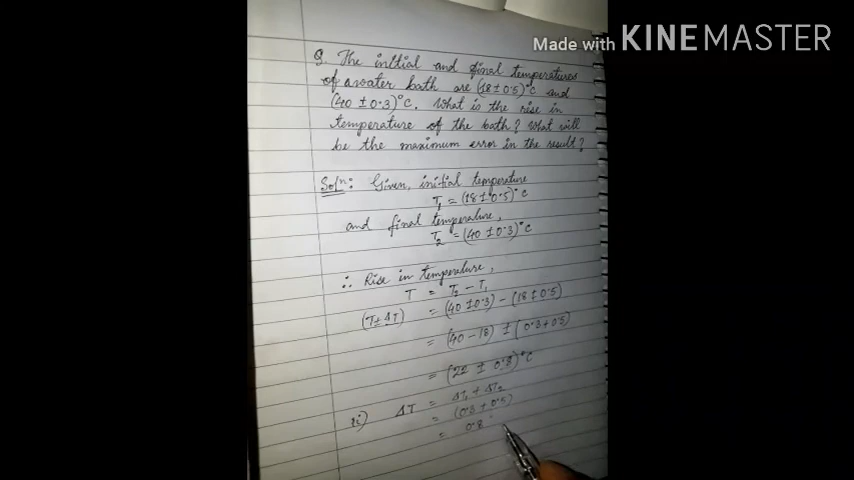 Made with KINEMASTER
Q. The initial and final temperatures
of a water bath are (18 ± 0.5)°C and
(40 ± 0.3)°C. What is the rise in
temperature of the bath? What will
be the maximum error in the result?
Solⁿ: Given, initial temperature
T₁ = (18 ± 0.5)°C
and final temperature,
T₂ = (40 ± 0.3)°C
∴ Rise in temperature,
T = T₂ - T₁
(T ± ΔT) = (40 ± 0.3) - (18 ± 0.5)
= (40 - 18) ± (0.3 + 0.5)
= (22 ± 0.8)°C
ii) ΔT = ΔT₁ + ΔT₂
= (0.3 + 0.5)
= 0.8